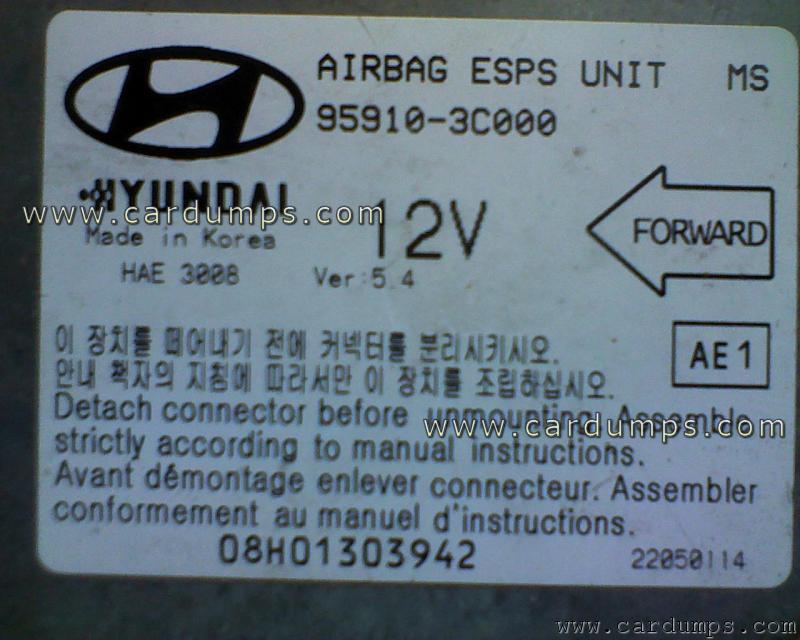 AIRBAG ESPS UNIT MS
95910-3C000
HYUNDAI
www.cardumps.com
12V
FORWARD
Made in Korea
HAE 3008 Ver:5.4
이 장치를 떼어내기 전에 커넥터를 분리시키시오.
AE1
안내 책자의 지침에 따라서만 이 장치를 조립하십시오.
Detach connector before unmounting. Assemble
www.cardumps.com
strictly according to manual instructions.
Avant démontage enlever connecteur. Assembler
conformement au manuel d'instructions.
08H01303942 22050114
www.cardumps.com